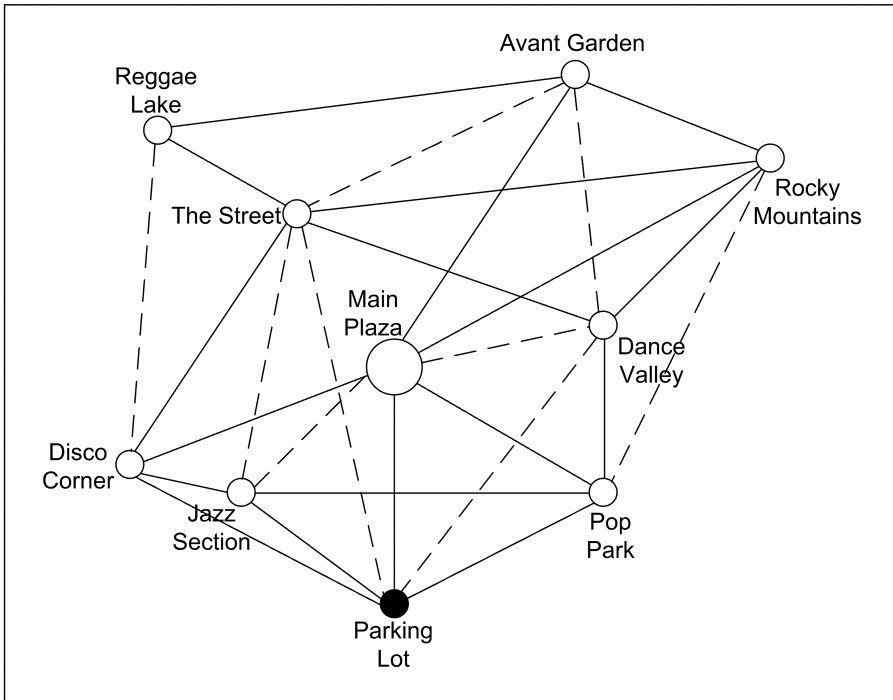 Avant Garden
Reggae
Lake
Rocky
Mountains
The Street
Main
Plaza
Dance
Valley
Disco
Corner
Jazz
Section
Pop
Park
Parking
Lot